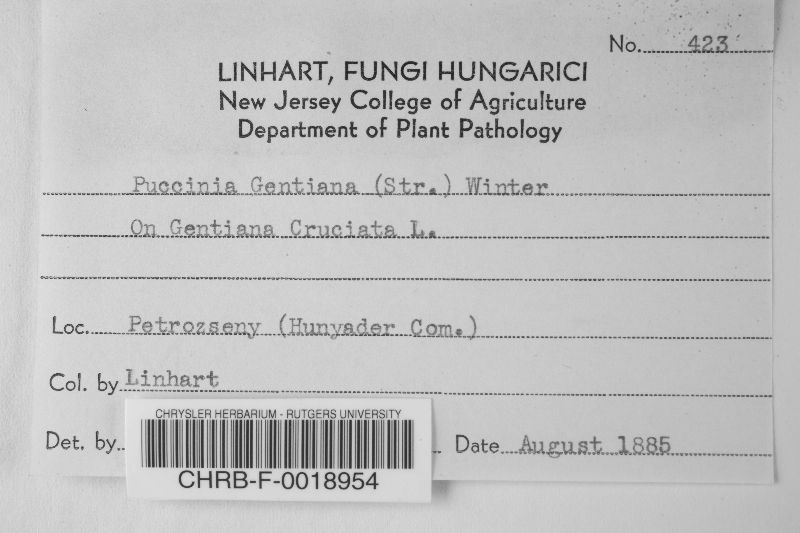 No. 423
LINHART, FUNGI HUNGARICI
New Jersey College of Agriculture
Department of Plant Pathology
Puccinia Gentiana (Str.) Winter
On Gentiana Cruciata L.
Loc. Petrozseny (Hunyader Com.)
Col. by Linhart
Det. by Date August 1885
CHRYSLER HERBARIUM - RUTGERS UNIVERSITY
CHRB-F-0018954